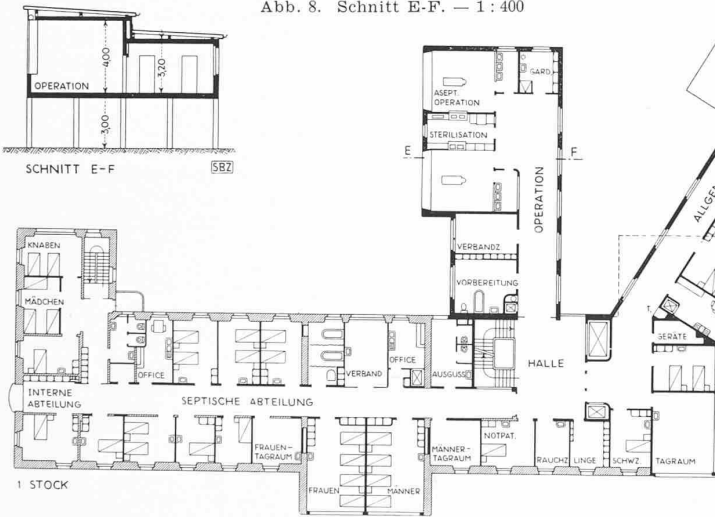 Abb. 8. Schnitt E-F. — 1 : 400
OPERATION
4,00
3,20
3,00
SCHNITT E-F
SBZ
GARD.
ASEPT.
OPERATION
STERILISATION
E
F
OPERATION
VERBANDZ
VORBEREITUNG
KNABEN
MÄDCHEN
OFFICE
VERBAND
OFFICE
AUSGUSS
HALLE
GERÄTE
INTERNE
ABTEILUNG
SEPTISCHE ABTEILUNG
FRAUEN-
TAGRAUM
FRAUEN
MÄNNER
MÄNNER-
TAGRAUM
NOTPAT.
RAUCHZ
LINGE
SCHWZ.
TAGRAUM
1 STOCK